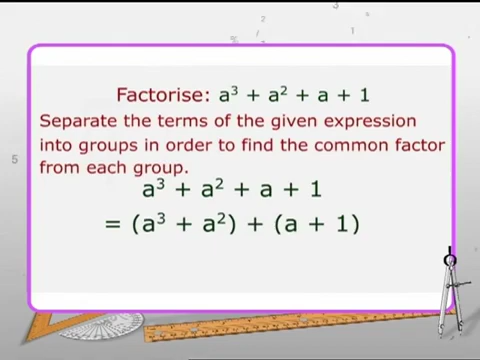 Factorise: a³ + a² + a + 1
Separate the terms of the given expression
into groups in order to find the common factor
from each group.
a³ + a² + a + 1
= (a³ + a²) + (a + 1)